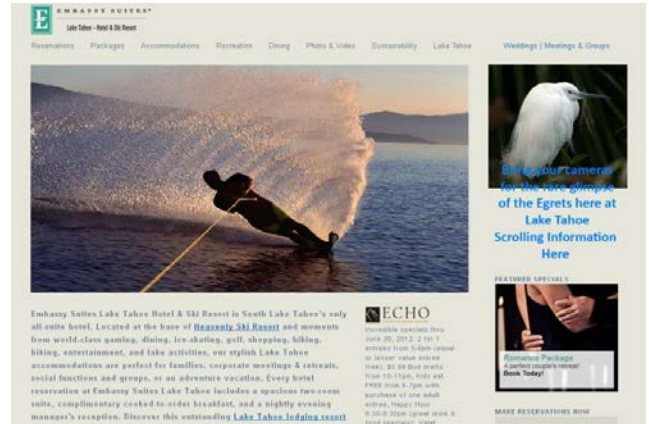 EMBASSY SUITES®
Lake Tahoe - Hotel & Ski Resort
Reservations Packages Accommodations Recreation Dining Photo & Video Sustainability Lake Tahoe Weddings | Meetings & Groups
Bring your cameras
for the rare glimpse
of the Egrets here at
Lake Tahoe
Scrolling Information
Here
FEATURED SPECIALS
Romance Package
A perfect couple's retreat!
Book Today!
MAKE RESERVATIONS NOW
Embassy Suites Lake Tahoe Hotel & Ski Resort is South Lake Tahoe's only
all suite hotel. Located at the base of Heavenly Ski Resort and moments
from world-class gaming, dining, ice-skating, golf, shopping, hiking,
biking, entertainment, and lake activities, our stylish Lake Tahoe
accommodations are perfect for families, corporate meetings & retreats,
social functions and groups, or an adventure vacation. Every hotel
reservation at Embassy Suites Lake Tahoe includes a spacious two-room
suite, complimentary cooked-to-order breakfast, and a nightly evening
manager's reception. Discover this outstanding Lake Tahoe lodging resort
ECHO
Incredible specials thru
June 30, 2012. 2 for 1
entrees from 5-6pm (equal
or lesser value entree
free), $0.98 Bud drafts
from 10-11pm, Kids eat
FREE from 6-7pm with
purchase of one adult
entree, Happy Hour